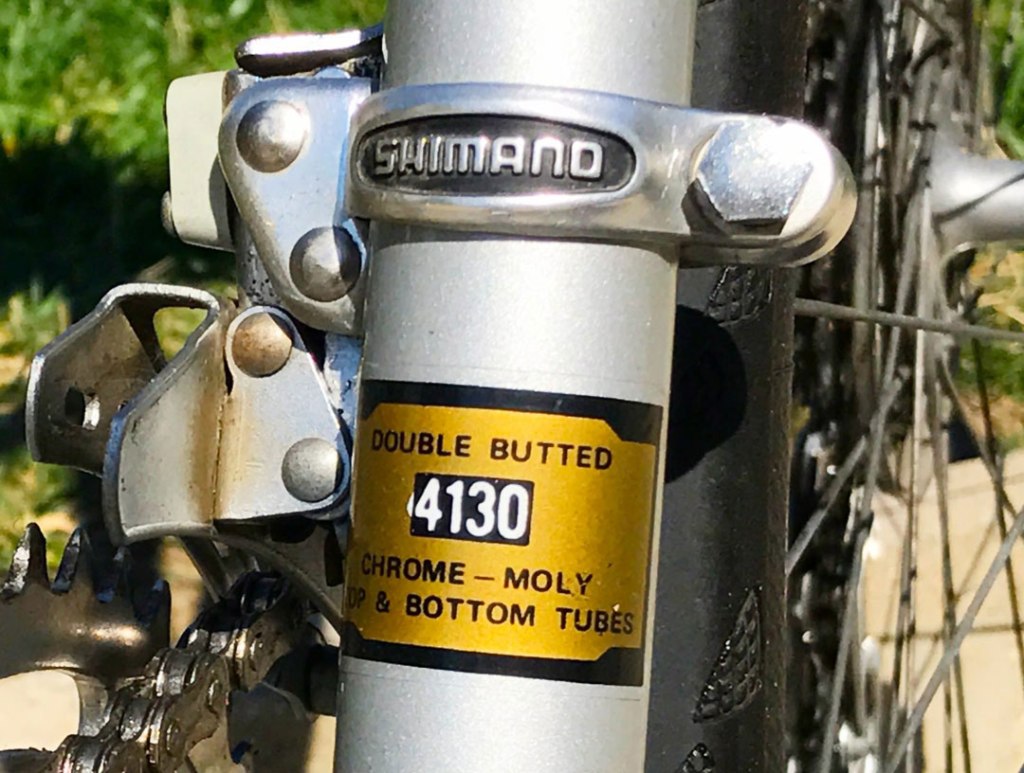 SHIMANO
DOUBLE BUTTED
4130
CHROME – MOLY
OP & BOTTOM TUBES